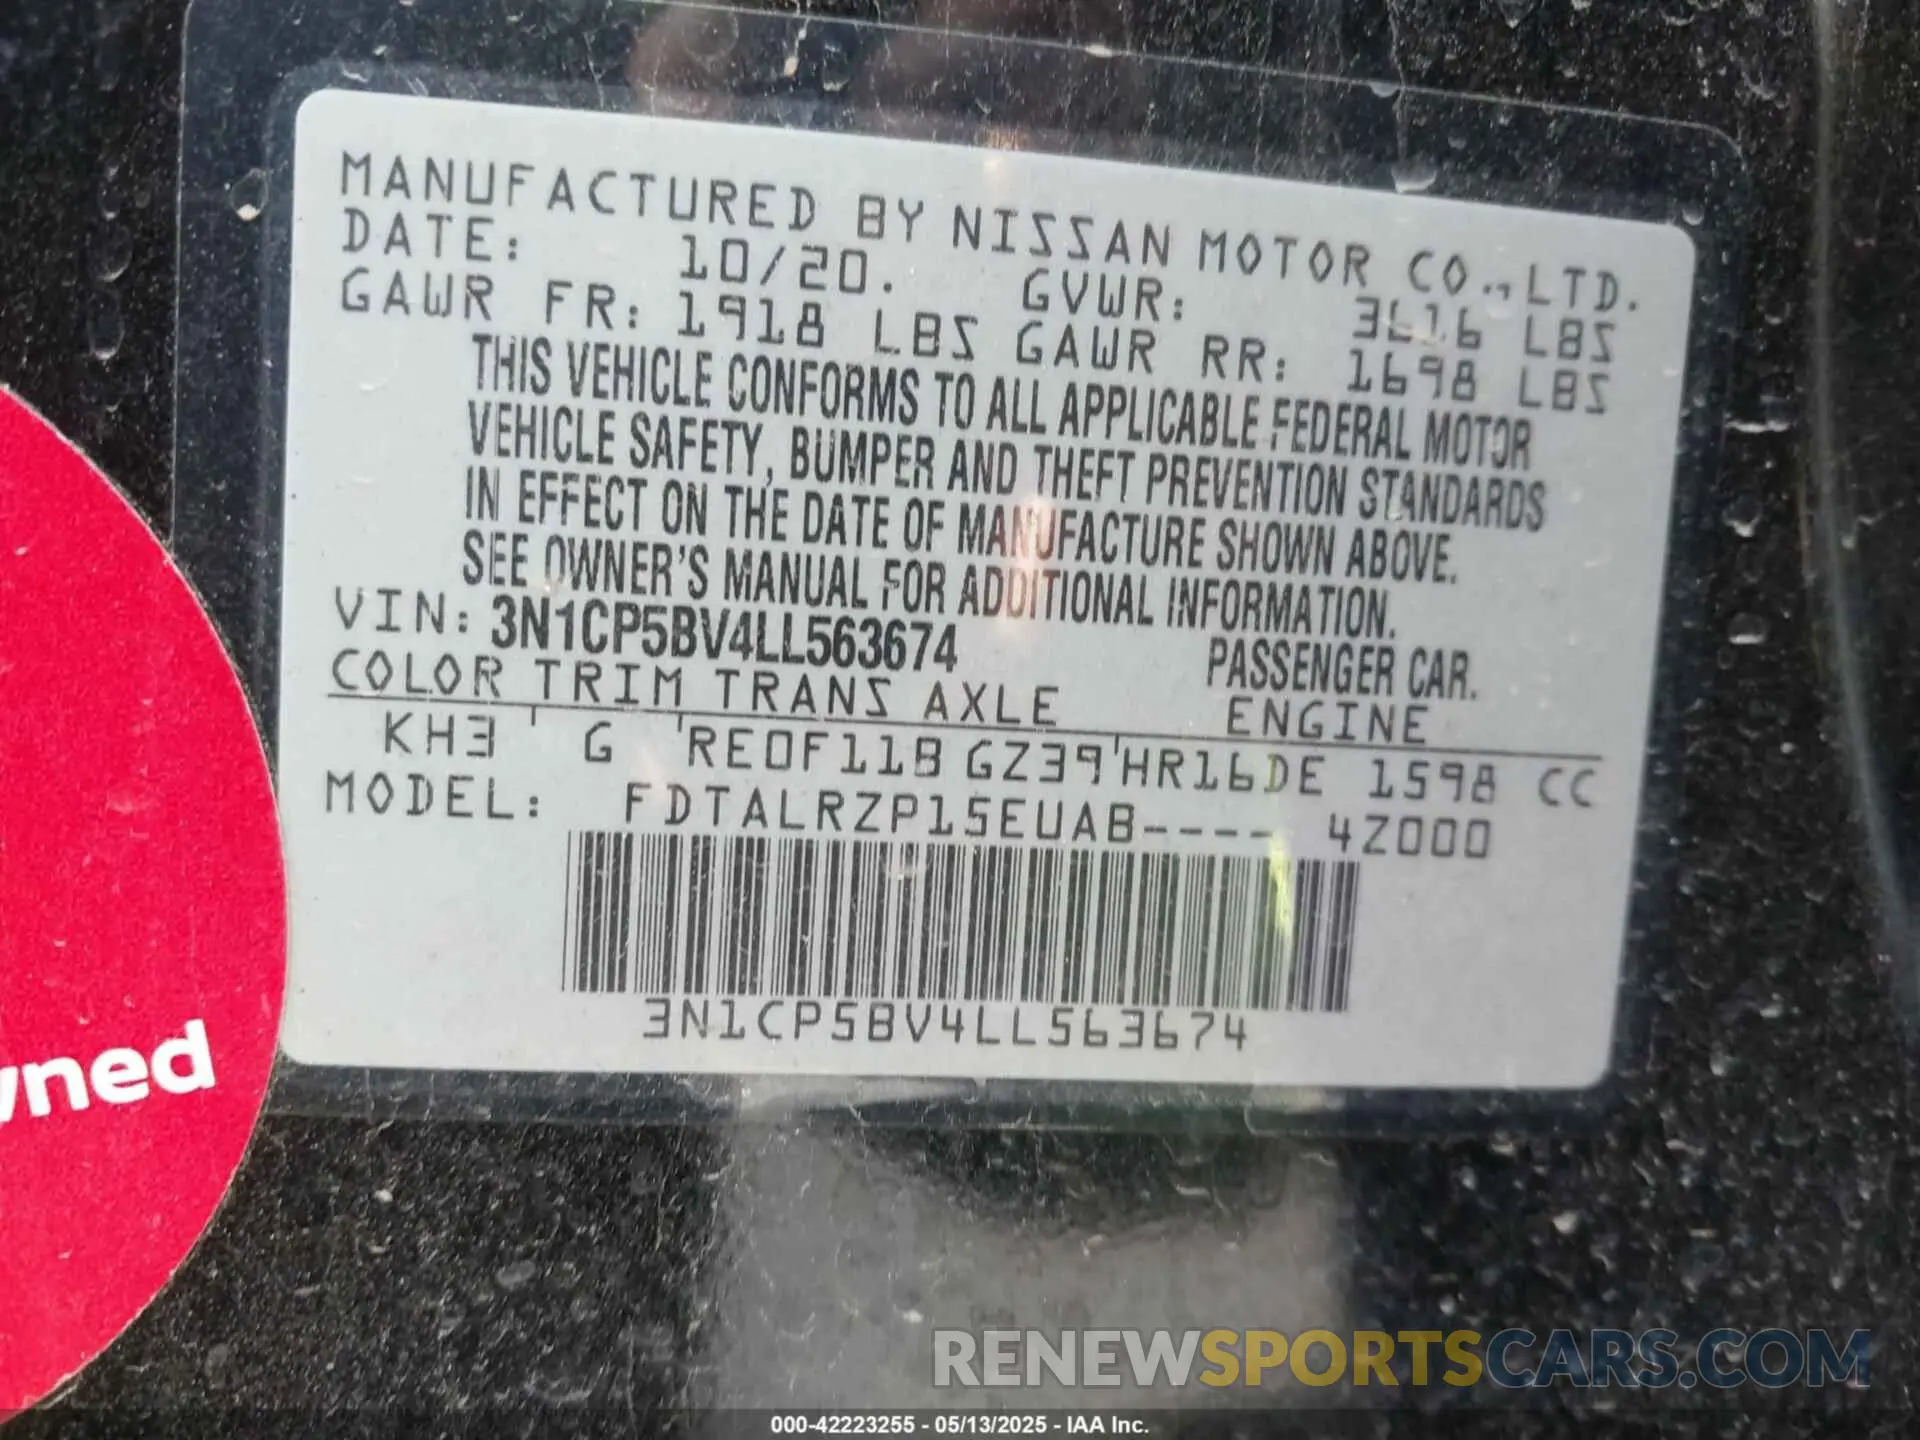 MANUFACTURED BY NISSAN MOTOR CO.,LTD.
DATE: 10/20. GVWR: 3616 LBS
GAWR FR: 1918 LBS GAWR RR: 1698 LBS
THIS VEHICLE CONFORMS TO ALL APPLICABLE FEDERAL MOTOR
VEHICLE SAFETY, BUMPER AND THEFT PREVENTION STANDARDS
IN EFFECT ON THE DATE OF MANUFACTURE SHOWN ABOVE.
SEE OWNER'S MANUAL FOR ADDITIONAL INFORMATION.
VIN: 3N1CP5BV4LL563674 PASSENGER CAR.
COLOR TRIM TRANS AXLE ENGINE
KH3 ' G 'RE0F11B GZ39'HR16DE 1598 CC
MODEL: FDTALRZP15EUAB---- 4Z000
3N1CP5BV4LL563674
wned
RENEWSPORTSCARS.COM
000-42223255 - 05/13/2025 - IAA Inc.